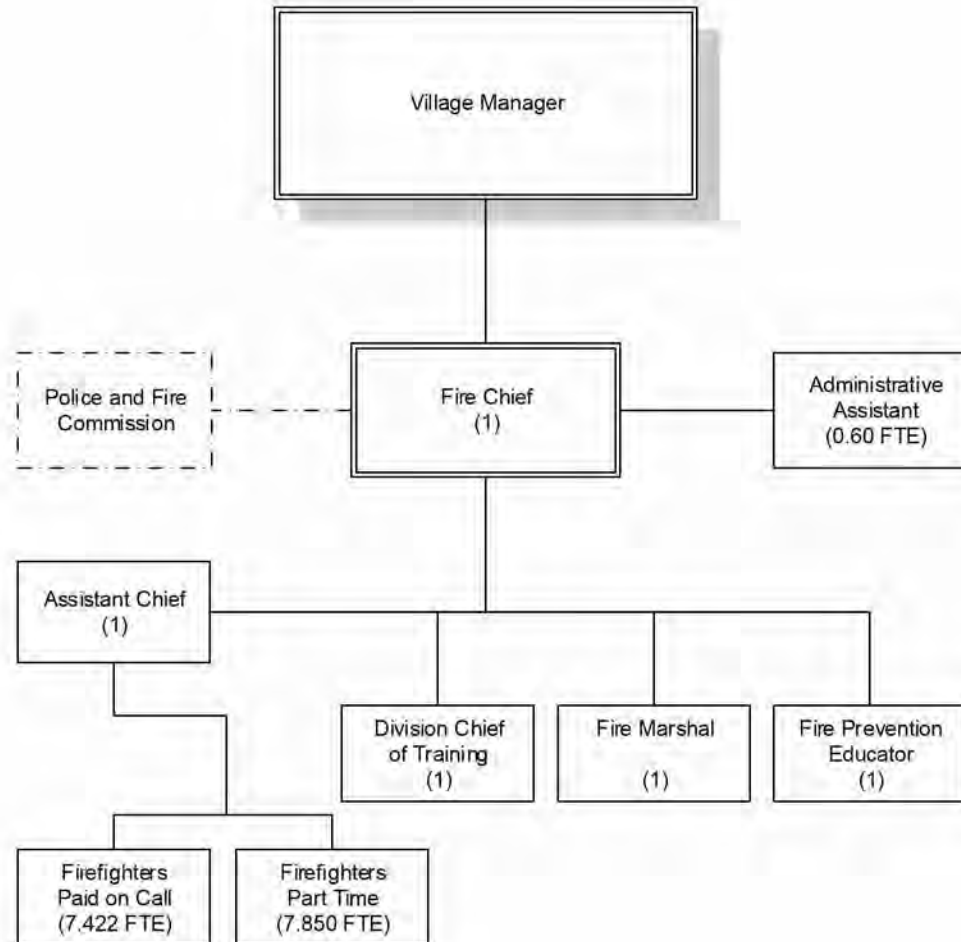 Village Manager
Police and Fire
Commission
Fire Chief
(1)
Administrative
Assistant
(0.60 FTE)
Assistant Chief
(1)
Division Chief
of Training
(1)
Fire Marshal
(1)
Fire Prevention
Educator
(1)
Firefighters
Paid on Call
(7.422 FTE)
Firefighters
Part Time
(7.850 FTE)